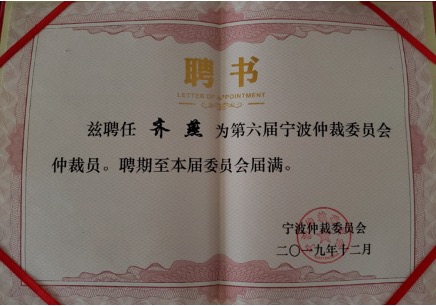 聘书
LETTER OF APPOINTMENT
兹聘任 齐燕 为第六届宁波仲裁委员会
仲裁员。聘期至本届委员会届满。
宁波仲裁委员会
二〇一九年十二月